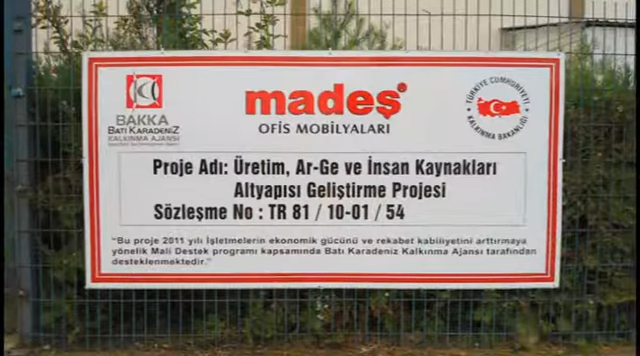 BAKKA
BATI KARADENİZ
KALKINMA AJANSI
madeş
OFİS MOBİLYALARI
TÜRKİYE CUMHURİYETİ
KALKINMA BAKANLIĞI
Proje Adı: Üretim, Ar-Ge ve İnsan Kaynakları
Altyapısı Geliştirme Projesi
Sözleşme No : TR 81 / 10-01 / 54
"Bu proje 2011 yılı İşletmelerin ekonomik gücünü ve rekabet kabiliyetini arttırmaya
yönelik Mali Destek programı kapsamında Batı Karadeniz Kalkınma Ajansı tarafından
desteklenmektedir."